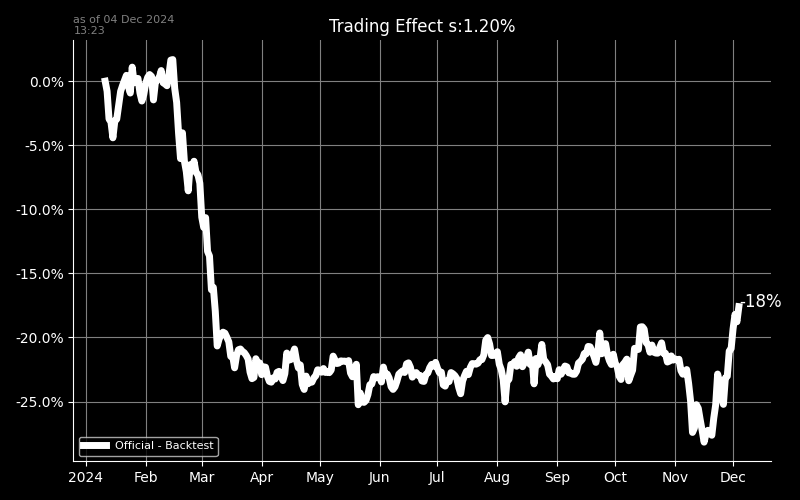 as of 04 Dec 2024
13:23
Trading Effect s:1.20%
0.0%
-5.0%
-10.0%
-15.0%
-20.0%
-25.0%
-18%
Official - Backtest
2024 Feb Mar Apr May Jun Jul Aug Sep Oct Nov Dec